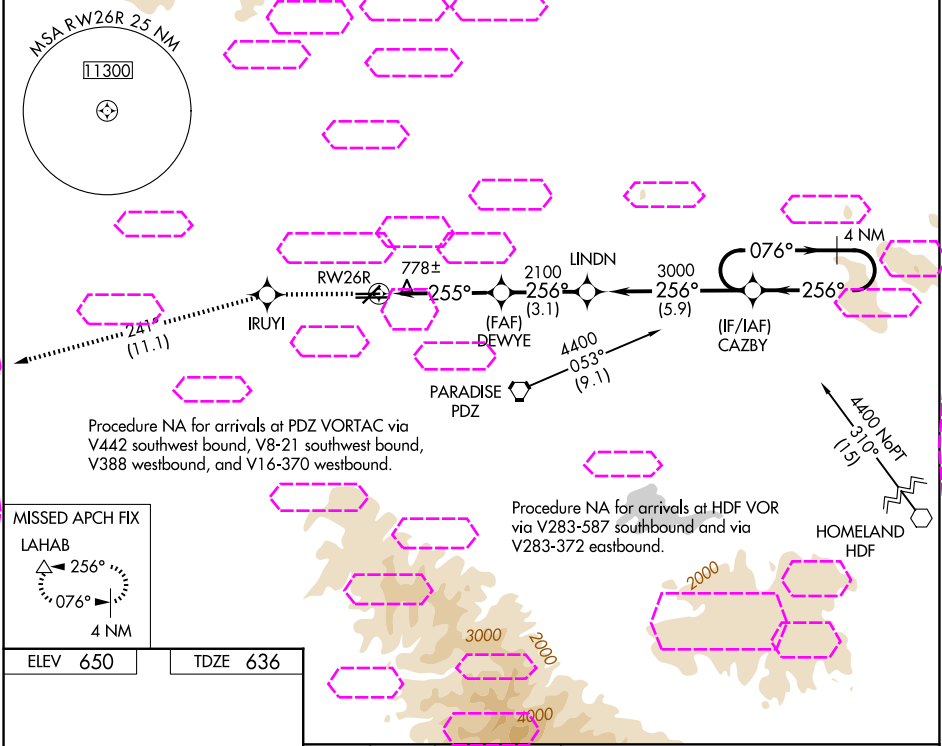 MSA RW26R 25 NM
11300
4 NM
076°
LINDN
RW26R
778±
2100
3000
255°
256°
256°
256°
(3.1)
(5.9)
IRUYI
(FAF)
DEWYE
(IF/IAF)
CAZBY
241°
(11.1)
4400
053°
(9.1)
PARADISE
PDZ
4400 NoPT
310°
(15)
Procedure NA for arrivals at PDZ VORTAC via
V442 southwest bound, V8-21 southwest bound,
V388 westbound, and V16-370 westbound.
Procedure NA for arrivals at HDF VOR
via V283-587 southbound and via
V283-372 eastbound.
HOMELAND
HDF
MISSED APCH FIX
LAHAB
256°
076°
4 NM
2000
3000
2000
4000
ELEV 650
TDZE 636